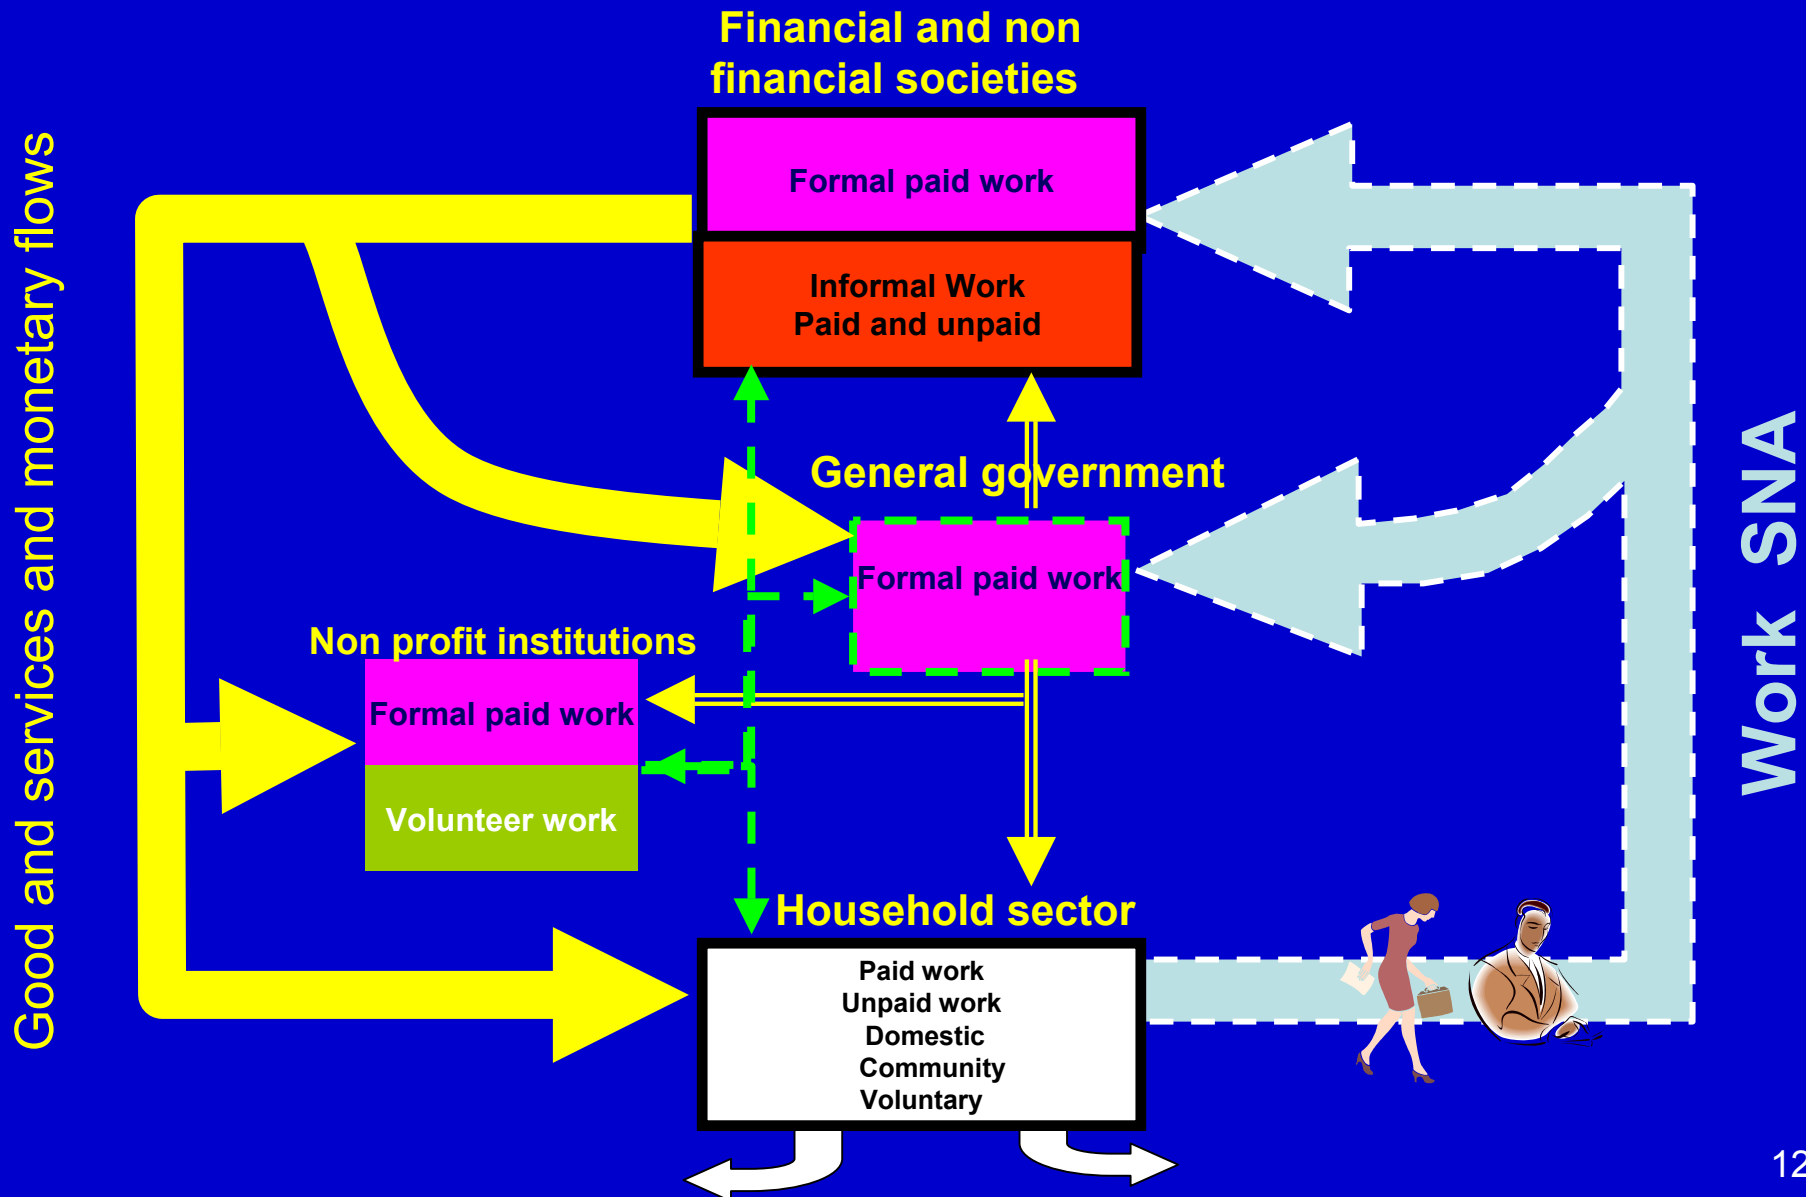 Financial and non
financial societies
Formal paid work
Informal Work
Paid and unpaid
Good and services and monetary flows
General government
Formal paid work
Non profit institutions
Formal paid work
Volunteer work
Work SNA
Household sector
Paid work
Unpaid work
Domestic
Community
Voluntary
12